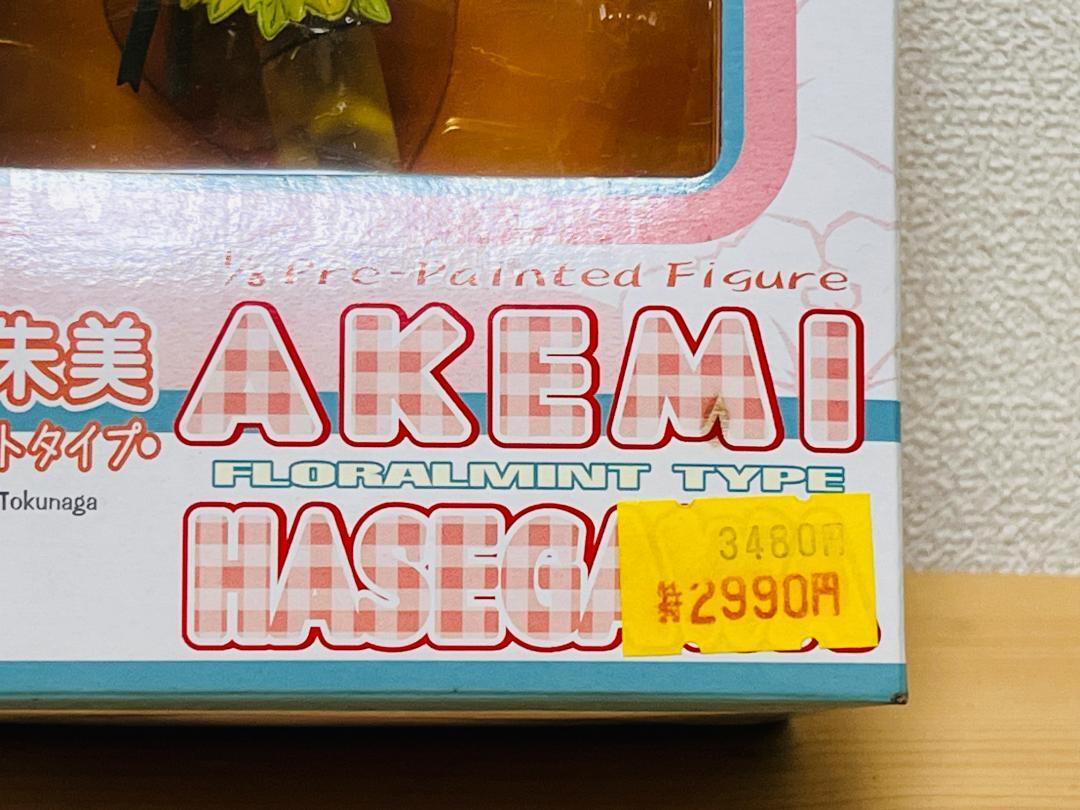 Pre-Painted Figure
朱美
AKEMI
トタイプ•
FLORALMINT TYPE
Tokunaga
HASEGA
3480円
2990円